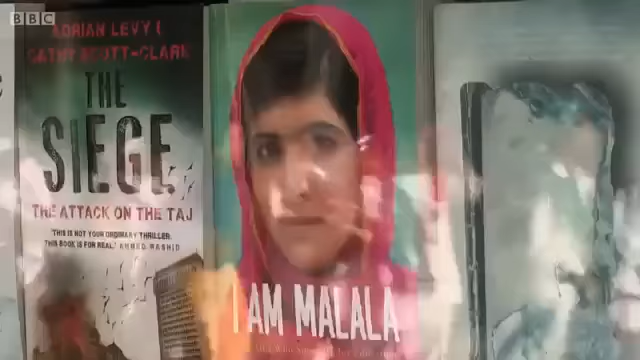 BBC
ADRIAN LEVY &
CATHY SCOTT-CLARK
THE
SIEGE
THE ATTACK ON THE TAJ
'THIS IS NOT YOUR ORDINARY THRILLER:
THIS BOOK IS FOR REAL.' AHMED RASHID
I AM MALALA